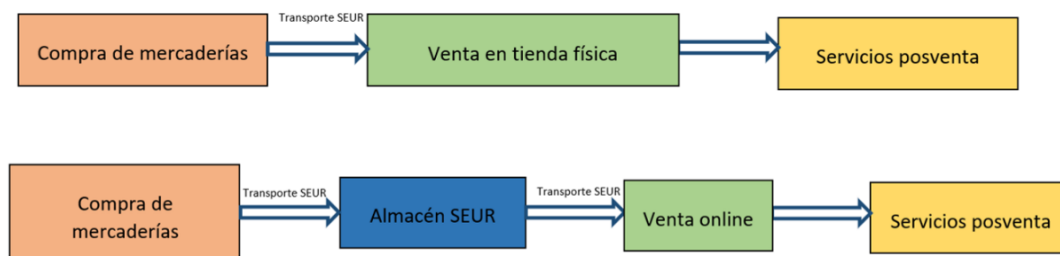 Transporte SEUR
Compra de mercaderías
Venta en tienda física
Servicios posventa
Compra de
mercaderías
Transporte SEUR
Almacén SEUR
Transporte SEUR
Venta online
Servicios posventa